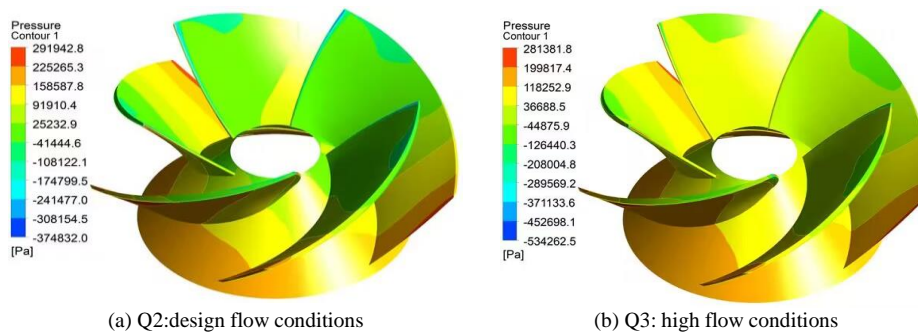 Pressure
Contour 1
291942.8
225265.3
158587.8
91910.4
25232.9
-41444.6
-108122.1
-174799.5
-241477.0
-308154.5
-374832.0
[Pa]
(a) Q2:design flow conditions
Pressure
Contour 1
281381.8
199817.4
118252.9
36688.5
-44875.9
-126440.3
-208004.8
-289569.2
-371133.6
-452698.1
-534262.5
[Pa]
(b) Q3: high flow conditions